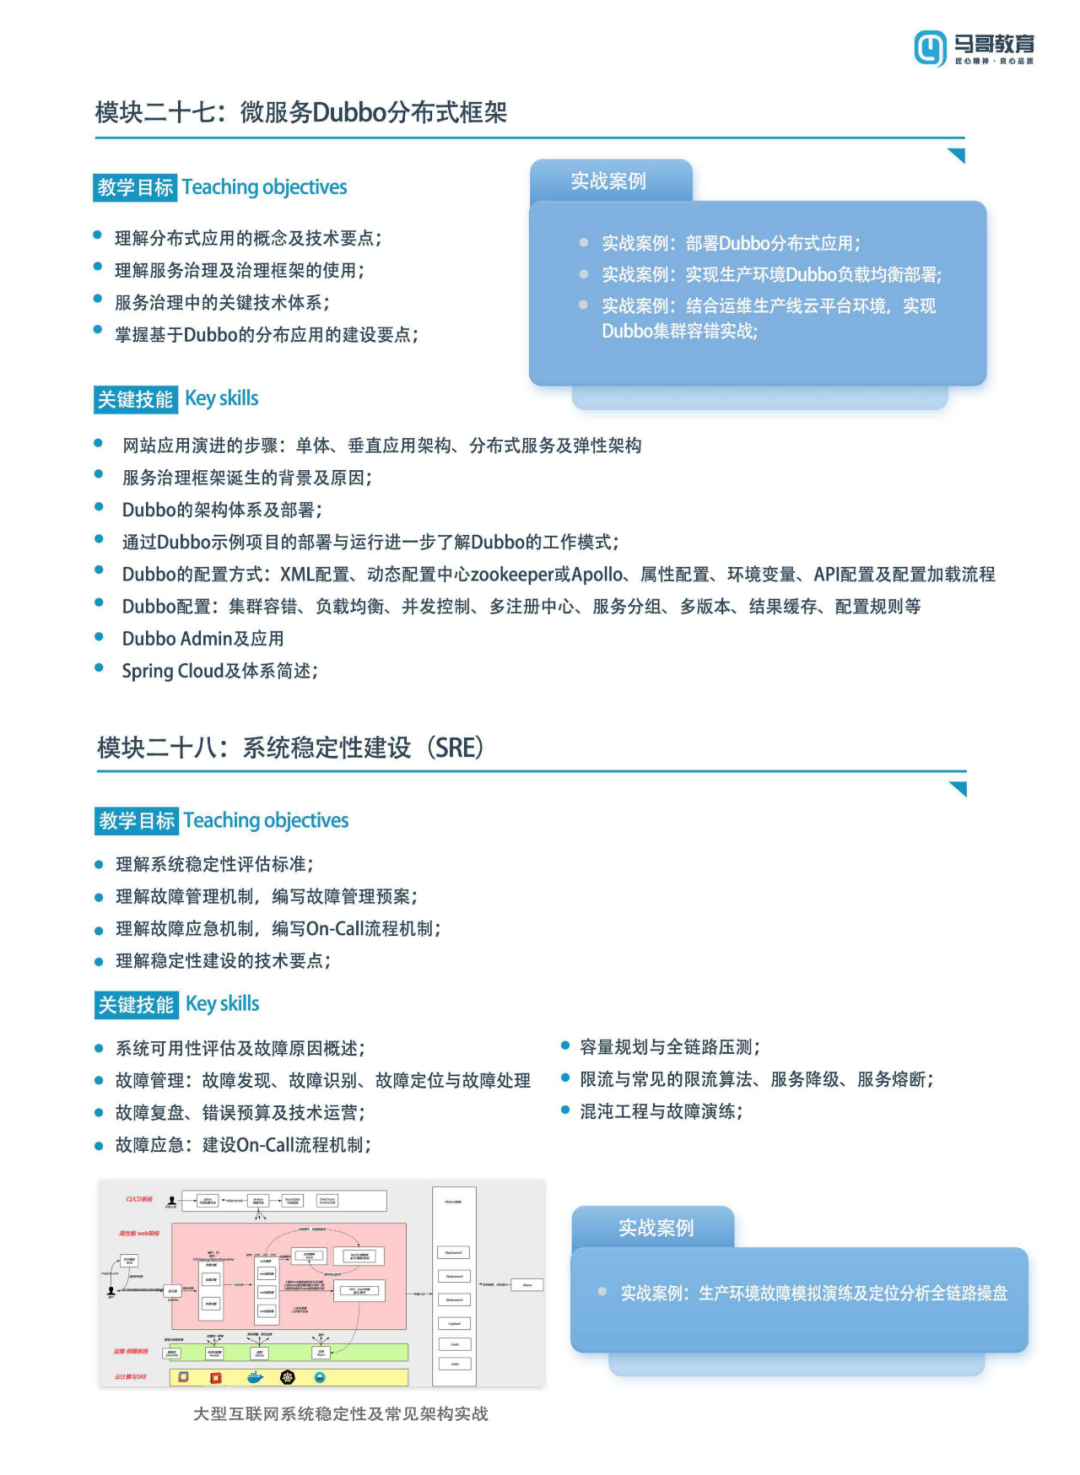 马哥教育
匠心精神·良心品质
模块二十七：微服务Dubbo分布式框架
教学目标 Teaching objectives
理解分布式应用的概念及技术要点；
理解服务治理及治理框架的使用；
服务治理中的关键技术体系；
掌握基于Dubbo的分布应用的建设要点；
实战案例
实战案例：部署Dubbo分布式应用；
实战案例：实现生产环境Dubbo负载均衡部署;
实战案例：结合运维生产线云平台环境，实现
Dubbo集群容错实战;
关键技能 Key skills
网站应用演进的步骤：单体、垂直应用架构、分布式服务及弹性架构
服务治理框架诞生的背景及原因；
Dubbo的架构体系及部署；
通过Dubbo示例项目的部署与运行进一步了解Dubbo的工作模式；
Dubbo的配置方式：XML配置、动态配置中心zookeeper或Apollo、属性配置、环境变量、API配置及配置加载流程
Dubbo配置：集群容错、负载均衡、并发控制、多注册中心、服务分组、多版本、结果缓存、配置规则等
Dubbo Admin及应用
Spring Cloud及体系简述；
模块二十八：系统稳定性建设（SRE）
教学目标 Teaching objectives
理解系统稳定性评估标准；
理解故障管理机制，编写故障管理预案；
理解故障应急机制，编写On-Call流程机制；
理解稳定性建设的技术要点；
关键技能 Key skills
系统可用性评估及故障原因概述；
故障管理：故障发现、故障识别、故障定位与故障处理
故障复盘、错误预算及技术运营；
故障应急：建设On-Call流程机制；
容量规划与全链路压测；
限流与常见的限流算法、服务降级、服务熔断；
混沌工程与故障演练；
CI/CD系统
高性能 web架构
运维 保障系统
云计算与SRE
大型互联网系统稳定性及常见架构实战
实战案例
实战案例：生产环境故障模拟演练及定位分析全链路操盘